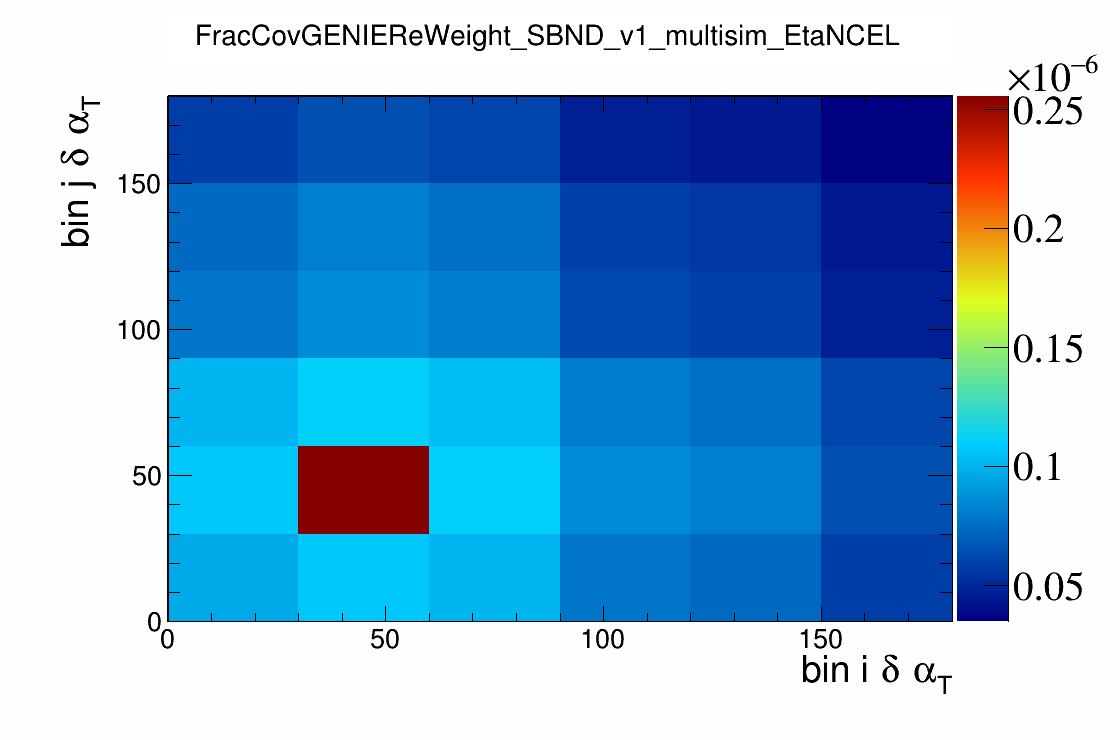 FracCovGENIEReWeight_SBND_v1_multisim_EtaNCEL
×10⁻⁶
bin j δ α_T
150
100
50
0
0 50 100 150
bin i δ α_T
0.25
0.2
0.15
0.1
0.05